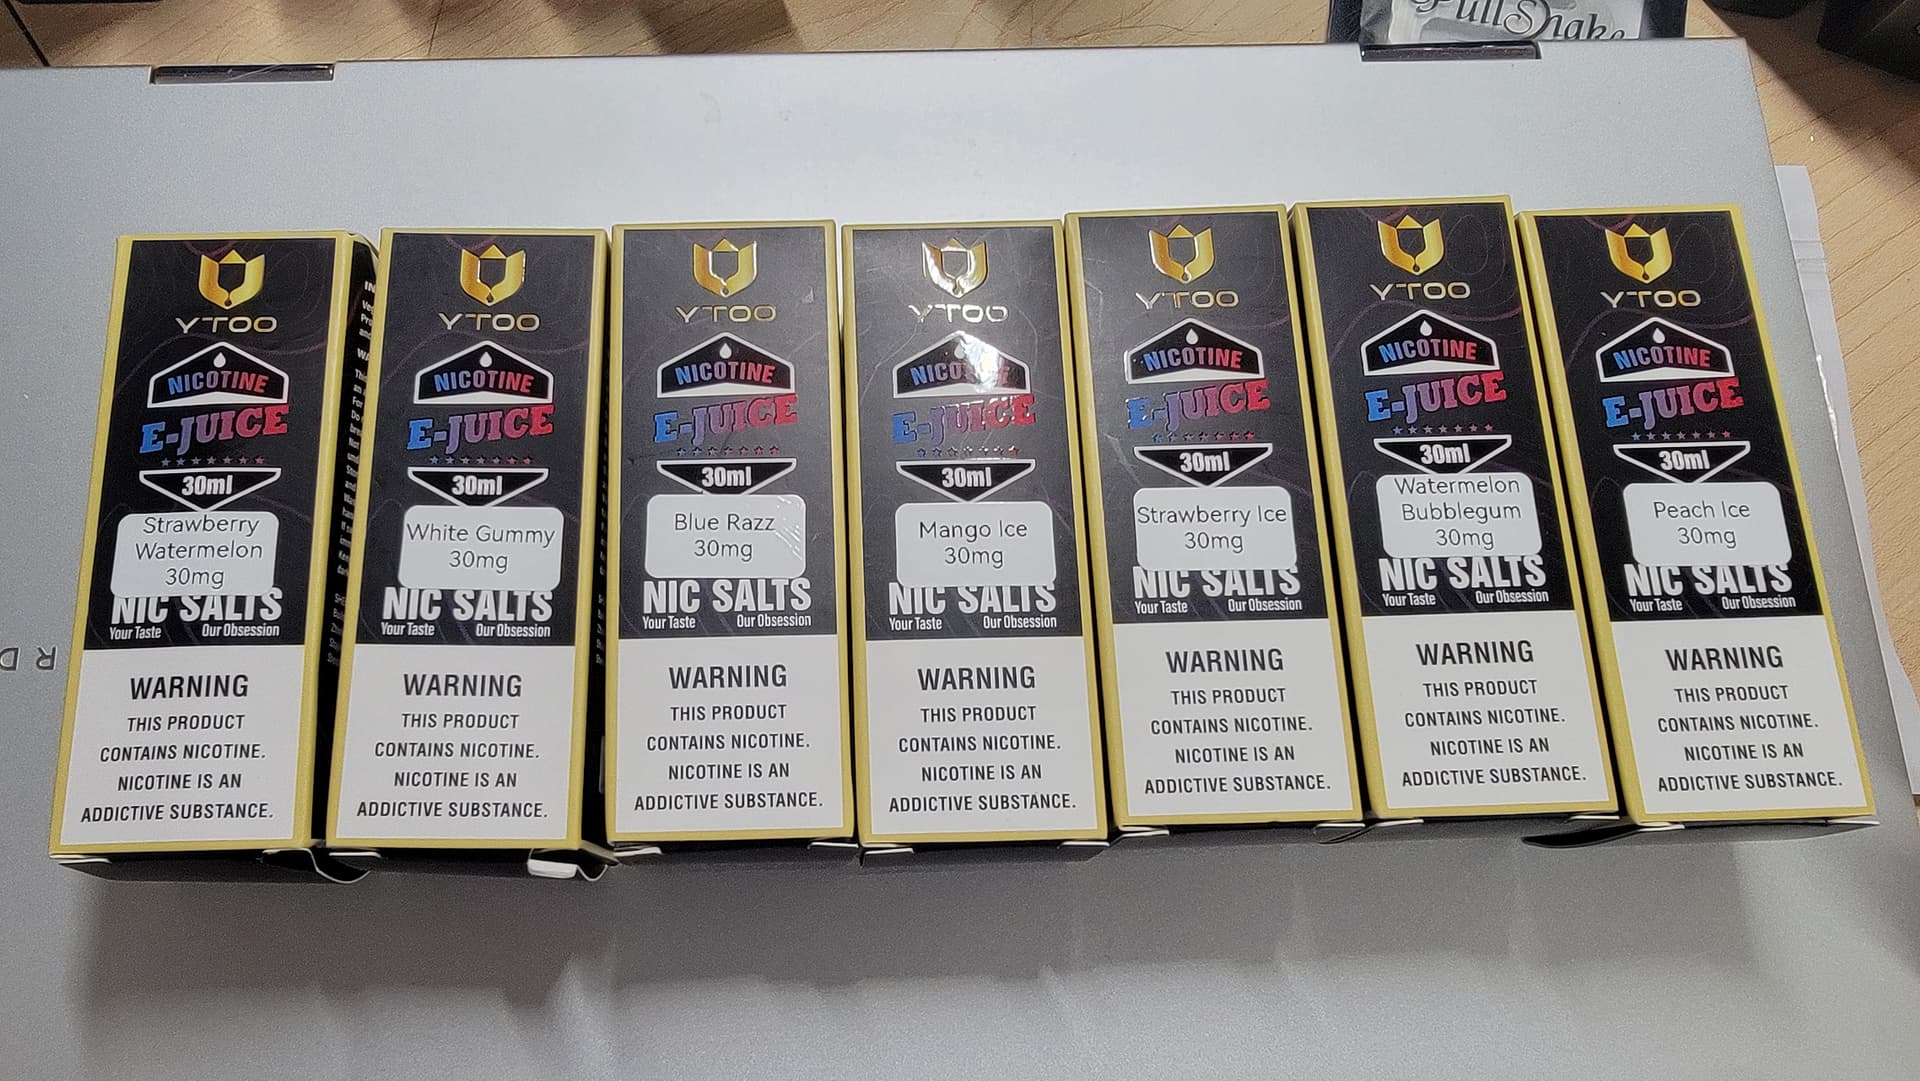 Pull Snake
YTOO
NICOTINE
E-JUICE
30ml
Strawberry
Watermelon
30mg
NIC SALTS
Your Taste Our Obsession
WARNING
THIS PRODUCT
CONTAINS NICOTINE.
NICOTINE IS AN
ADDICTIVE SUBSTANCE.
YTOO
NICOTINE
E-JUICE
30ml
White Gummy
30mg
NIC SALTS
Your Taste Our Obsession
WARNING
THIS PRODUCT
CONTAINS NICOTINE.
NICOTINE IS AN
ADDICTIVE SUBSTANCE.
YTOO
NICOTINE
E-JUICE
30ml
Blue Razz
30mg
NIC SALTS
Your Taste Our Obsession
WARNING
THIS PRODUCT
CONTAINS NICOTINE.
NICOTINE IS AN
ADDICTIVE SUBSTANCE.
YTOO
NICOTINE
E-JUICE
30ml
Mango Ice
30mg
NIC SALTS
Your Taste Our Obsession
WARNING
THIS PRODUCT
CONTAINS NICOTINE.
NICOTINE IS AN
ADDICTIVE SUBSTANCE.
YTOO
NICOTINE
E-JUICE
30ml
Strawberry Ice
30mg
NIC SALTS
Your Taste Our Obsession
WARNING
THIS PRODUCT
CONTAINS NICOTINE.
NICOTINE IS AN
ADDICTIVE SUBSTANCE.
YTOO
NICOTINE
E-JUICE
30ml
Watermelon
Bubblegum
30mg
NIC SALTS
Your Taste Our Obsession
WARNING
THIS PRODUCT
CONTAINS NICOTINE.
NICOTINE IS AN
ADDICTIVE SUBSTANCE.
YTOO
NICOTINE
E-JUICE
30ml
Peach Ice
30mg
NIC SALTS
Your Taste Our Obsession
WARNING
THIS PRODUCT
CONTAINS NICOTINE.
NICOTINE IS AN
ADDICTIVE SUBSTANCE.